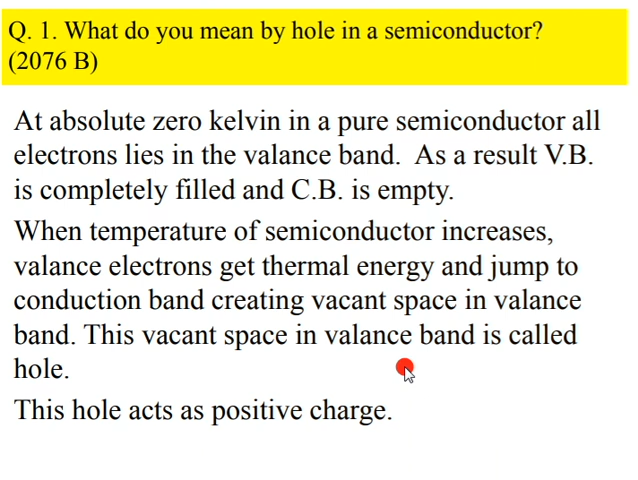 Q. 1. What do you mean by hole in a semiconductor?
(2076 B)
At absolute zero kelvin in a pure semiconductor all
electrons lies in the valance band.  As a result V.B.
is completely filled and C.B. is empty.
When temperature of semiconductor increases,
valance electrons get thermal energy and jump to
conduction band creating vacant space in valance
band. This vacant space in valance band is called
hole.
This hole acts as positive charge.